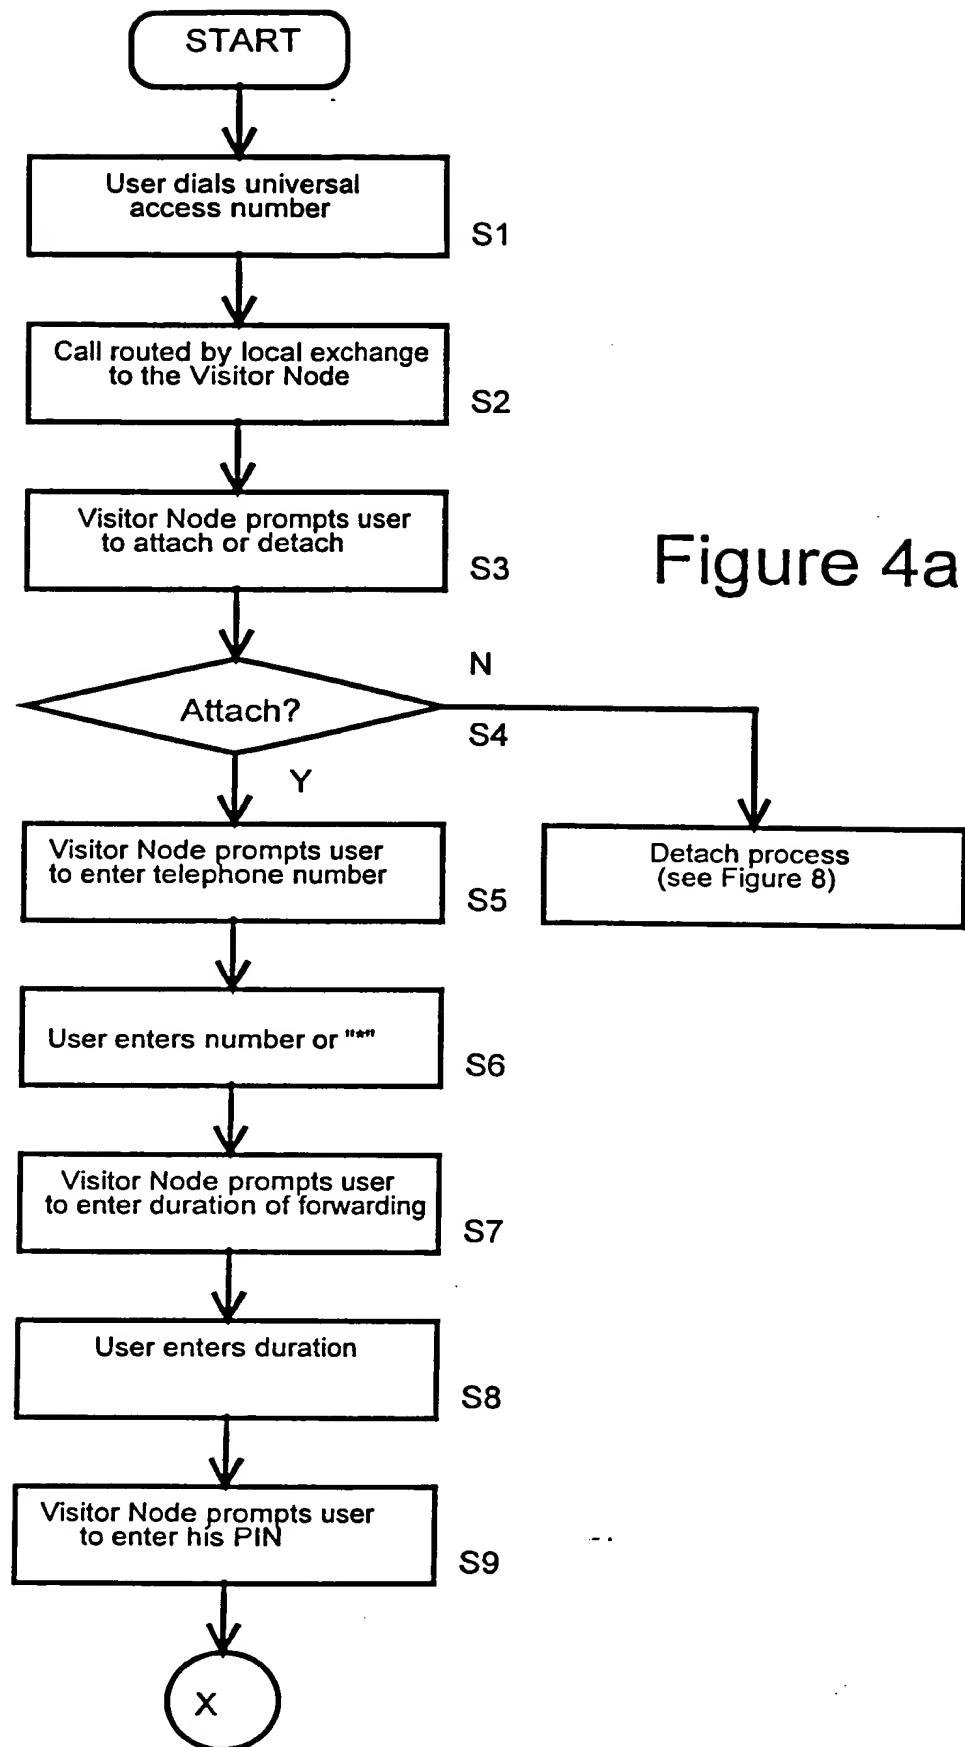 START
User dials universal
access number
S1
Call routed by local exchange
to the Visitor Node
S2
Visitor Node prompts user
to attach or detach
S3
Figure 4a
N
Attach?
S4
Y
Visitor Node prompts user
to enter telephone number
S5
Detach process
(see Figure 8)
User enters number or "*"
S6
Visitor Node prompts user
to enter duration of forwarding
S7
User enters duration
S8
Visitor Node prompts user
to enter his PIN
S9
X